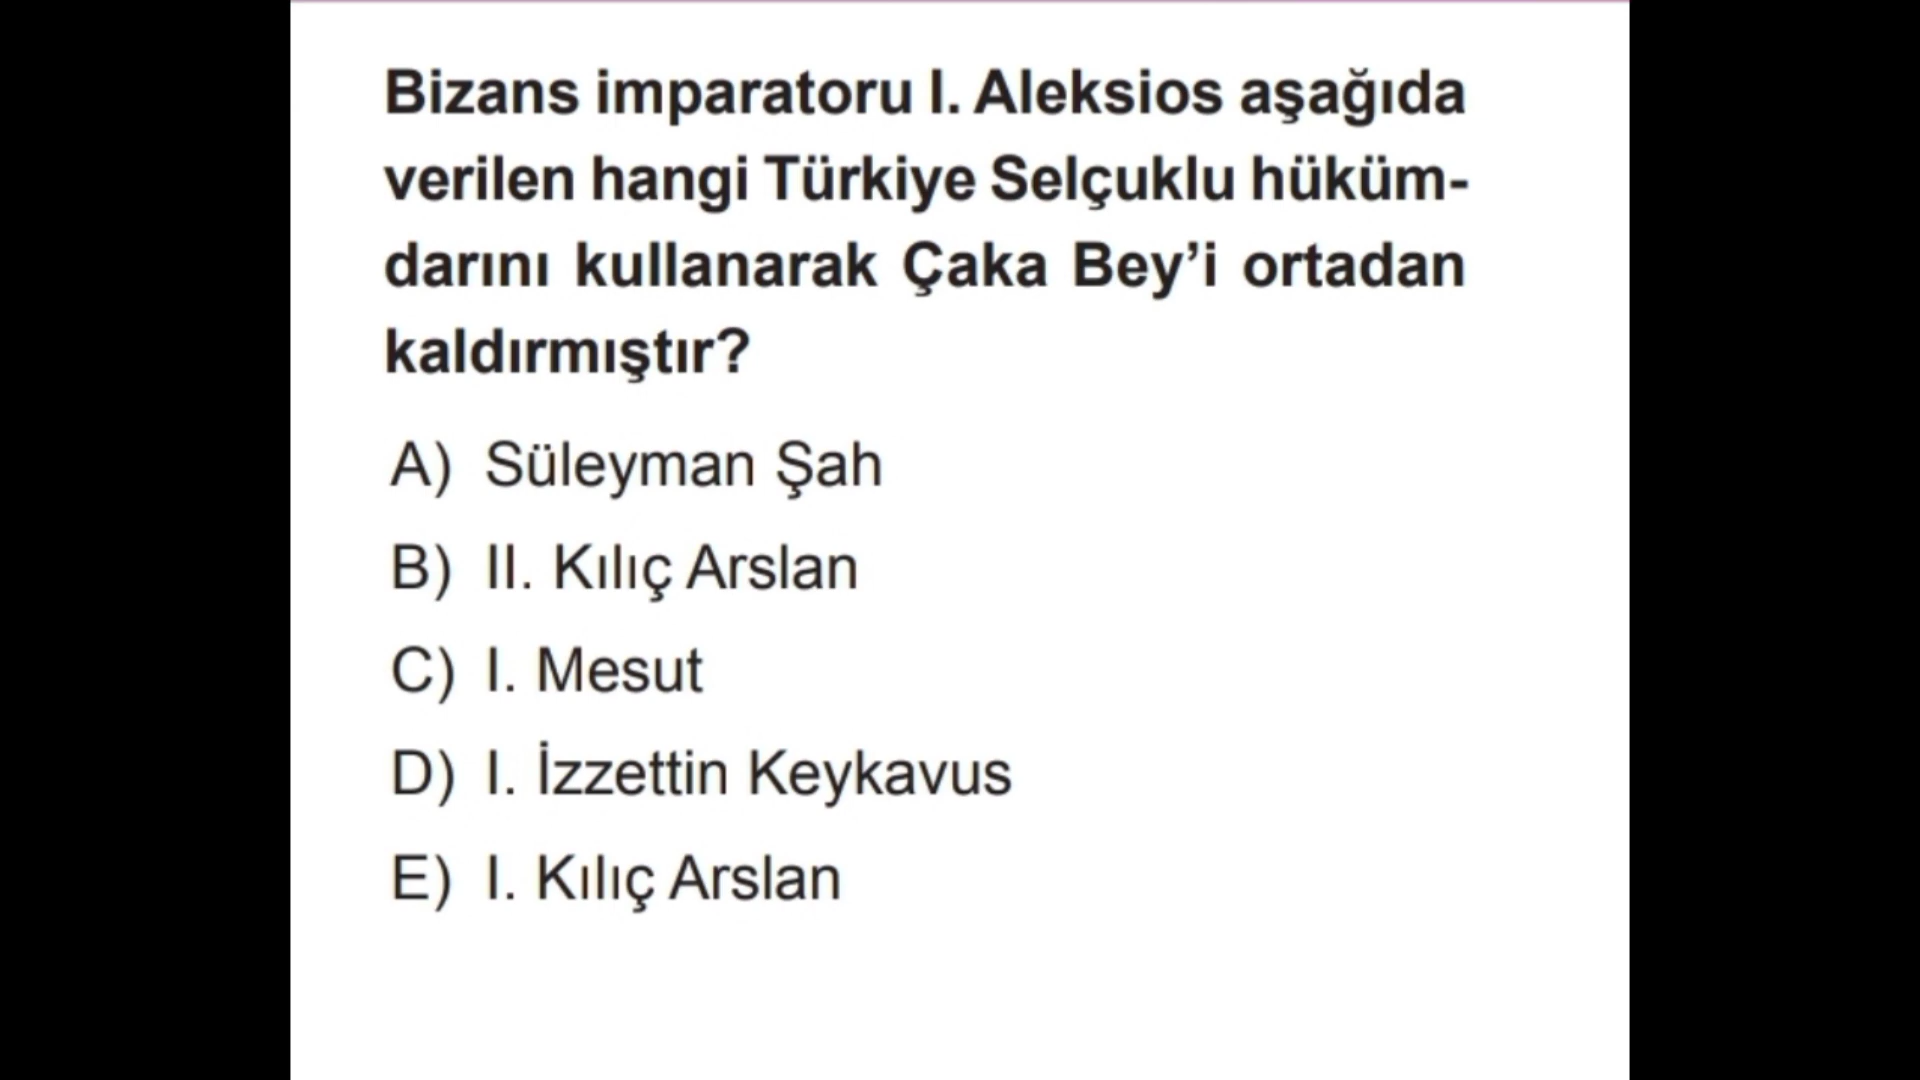 Bizans imparatoru I. Aleksios aşağıda
verilen hangi Türkiye Selçuklu hüküm-
darını kullanarak Çaka Bey’i ortadan
kaldırmıştır?
A) Süleyman Şah
B) II. Kılıç Arslan
C) I. Mesut
D) I. İzzettin Keykavus
E) I. Kılıç Arslan